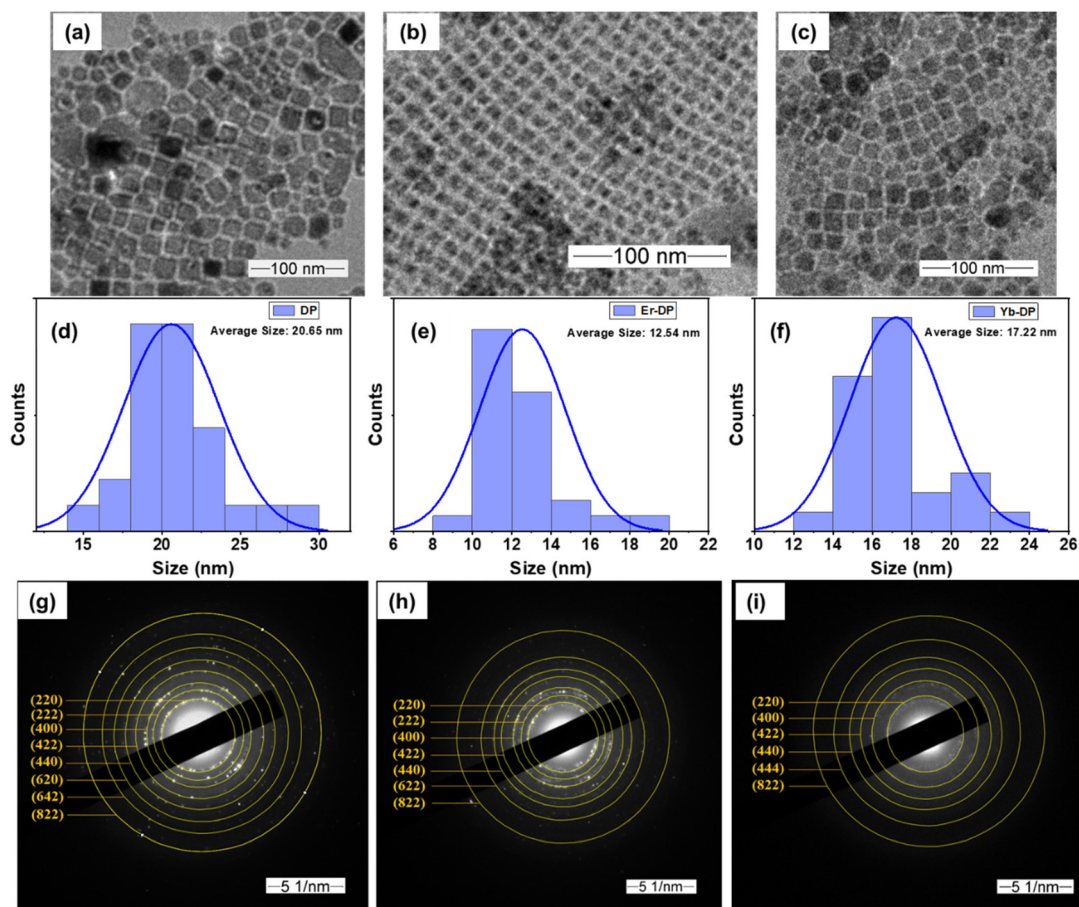 (a)
(b)
(c)
100 nm
100 nm
100 nm
(d)
DP
Average Size: 20.65 nm
Counts
15 20 25 30
Size (nm)
(e)
Er-DP
Average Size: 12.54 nm
Counts
6 8 10 12 14 16 18 20 22
Size (nm)
(f)
Yb-DP
Average Size: 17.22 nm
Counts
10 12 14 16 18 20 22 24 26
Size (nm)
(g)
(220)
(222)
(400)
(422)
(440)
(620)
(642)
(822)
5 1/nm
(h)
(220)
(222)
(400)
(422)
(440)
(622)
(822)
5 1/nm
(i)
(220)
(400)
(422)
(440)
(444)
(822)
5 1/nm